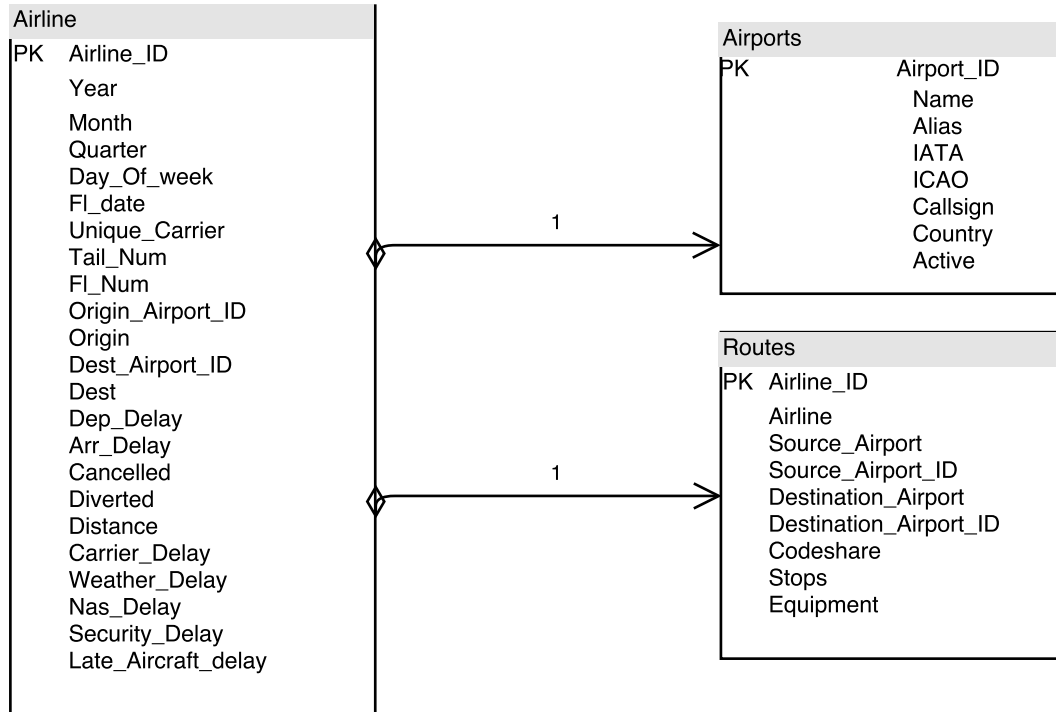 Airline
PK Airline_ID
Year
Month
Quarter
Day_Of_week
Fl_date
Unique_Carrier
Tail_Num
Fl_Num
Origin_Airport_ID
Origin
Dest_Airport_ID
Dest
Dep_Delay
Arr_Delay
Cancelled
Diverted
Distance
Carrier_Delay
Weather_Delay
Nas_Delay
Security_Delay
Late_Aircraft_delay
1
1
Airports
PK Airport_ID
Name
Alias
IATA
ICAO
Callsign
Country
Active
Routes
PK Airline_ID
Airline
Source_Airport
Source_Airport_ID
Destination_Airport
Destination_Airport_ID
Codeshare
Stops
Equipment